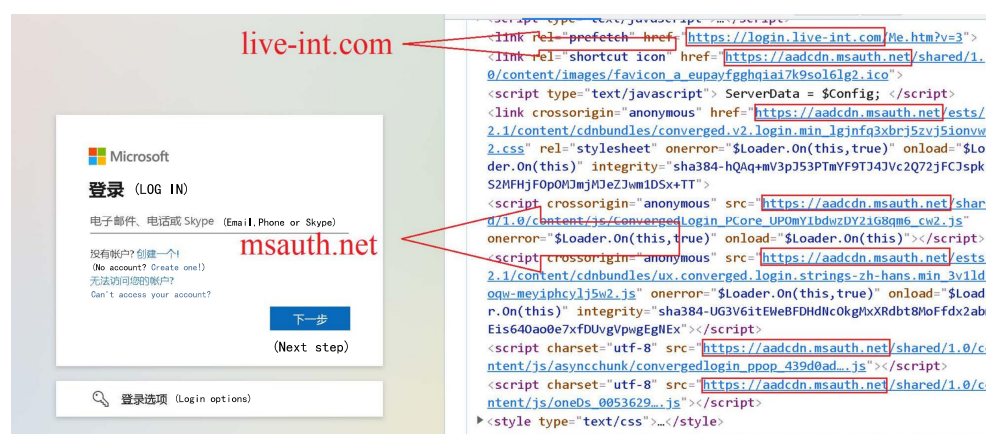 live-int.com
msauth.net
Microsoft
登录 (LOG IN)
电子邮件、电话或 Skype (Email,Phone or Skype)
没有帐户? 创建一个!
(No account? Create one!)
无法访问您的帐户?
Can't access your account?
下一步
(Next step)
登录选项 (Login options)
<script type="text/javascript">…</script>
<link rel="prefetch" href="https://login.live-int.com/Me.htm?v=3">
<link rel="shortcut icon" href="https://aadcdn.msauth.net/shared/1.
0/content/images/favicon_a_eupayfgghqiai7k9sol6lg2.ico">
<script type="text/javascript"> ServerData = $Config; </script>
<link crossorigin="anonymous" href="https://aadcdn.msauth.net/ests/
2.1/content/cdnbundles/converged.v2.login.min_lgjnfq3xbrj5zvj5ionvw
2.css" rel="stylesheet" onerror="$Loader.On(this,true)" onload="$Lo
der.On(this)" integrity="sha384-hQAq+mV3pJ53PTmYF9TJ4JVc2Q72jFCJspk
S2MFHjFOpOMJmjMJeZJwm1DSx+TT">
<script crossorigin="anonymous" src="https://aadcdn.msauth.net/shar
d/1.0/content/js/ConvergedLogin_PCore_UPOmYIbdwzDY2iG8qm6_cw2.js"
onerror="$Loader.On(this,true)" onload="$Loader.On(this)"></script>
<script crossorigin="anonymous" src="https://aadcdn.msauth.net/ests
2.1/content/cdnbundles/ux.converged.login.strings-zh-hans.min_3v1ld
oqw-meyiphcylj5w2.js" onerror="$Loader.On(this,true)" onload="$Load
r.On(this)" integrity="sha384-UG3V6itEWeBFDHdNcOkgMxXRdbt8MoFfdx2ab
Eis64Oao0e7xfDUvgVpwgEgNEx"></script>
<script charset="utf-8" src="https://aadcdn.msauth.net/shared/1.0/c
ntent/js/asyncchunk/convergedlogin_ppop_439d0ad….js"></script>
<script charset="utf-8" src="https://aadcdn.msauth.net/shared/1.0/c
ntent/js/oneDs_0053629….js"></script>
<style type="text/css">…</style>